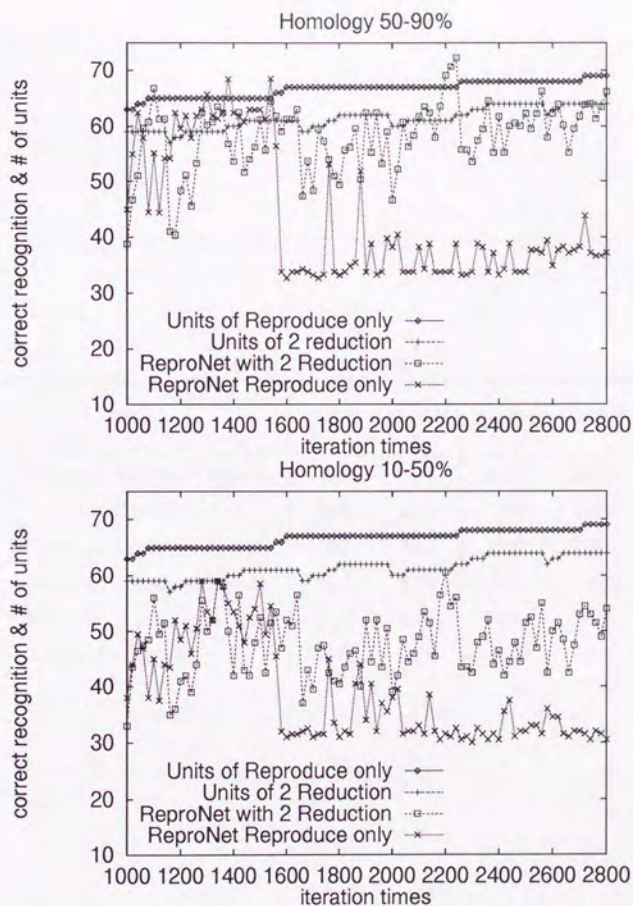 Homology 50-90%
correct recognition & # of units
70
60
50
40
30
20
10
Units of Reproduce only
Units of 2 reduction
ReproNet with 2 Reduction
ReproNet Reproduce only
1000 1200 1400 1600 1800 2000 2200 2400 2600 2800
iteration times
Homology 10-50%
correct recognition & # of units
70
60
50
40
30
20
10
Units of Reproduce only
Units of 2 Reduction
ReproNet with 2 Reduction
ReproNet Reproduce only
1000 1200 1400 1600 1800 2000 2200 2400 2600 2800
iteration times